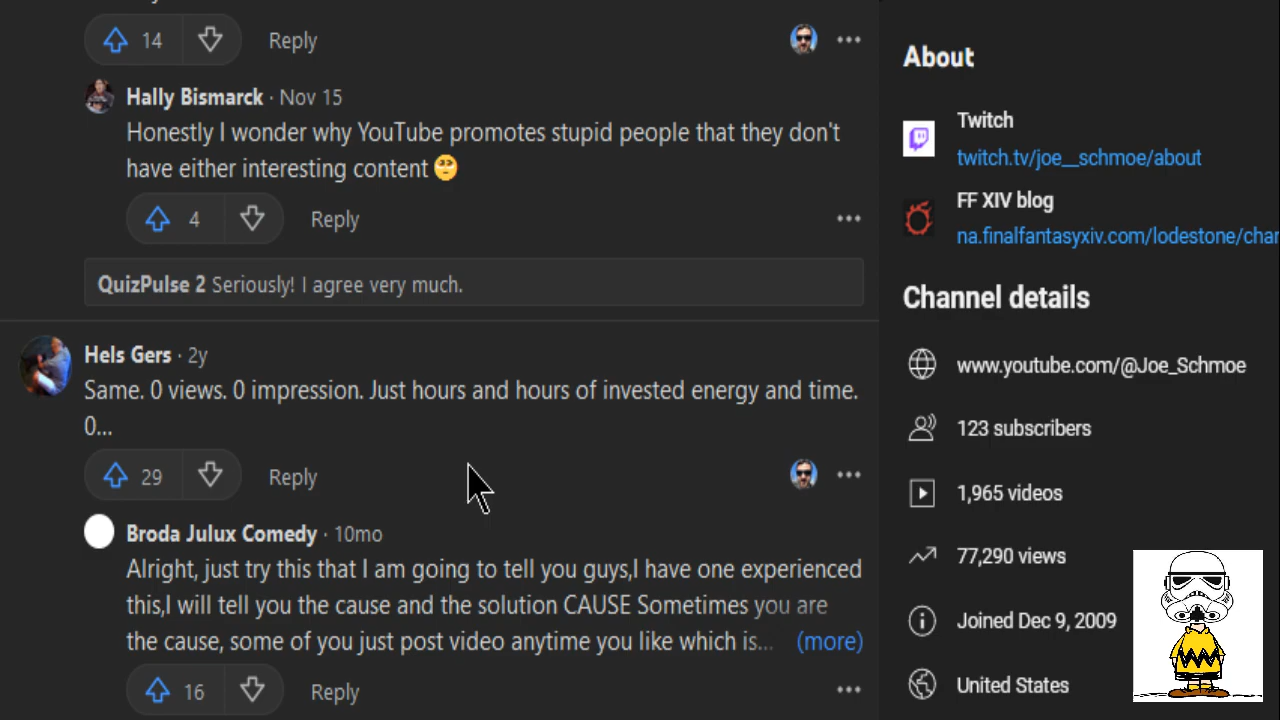 14
Reply
Hally Bismarck · Nov 15
Honestly I wonder why YouTube promotes stupid people that they don't
have either interesting content
4
Reply
QuizPulse 2 Seriously! I agree very much.
Hels Gers · 2y
Same. 0 views. 0 impression. Just hours and hours of invested energy and time.
0...
29
Reply
Broda Julux Comedy · 10mo
Alright, just try this that I am going to tell you guys,I have one experienced
this,I will tell you the cause and the solution CAUSE Sometimes you are
the cause, some of you just post video anytime you like which is... (more)
16
Reply
About
Twitch
twitch.tv/joe__schmoe/about
FF XIV blog
na.finalfantasyxiv.com/lodestone/char
Channel details
www.youtube.com/@Joe_Schmoe
123 subscribers
1,965 videos
77,290 views
Joined Dec 9, 2009
United States